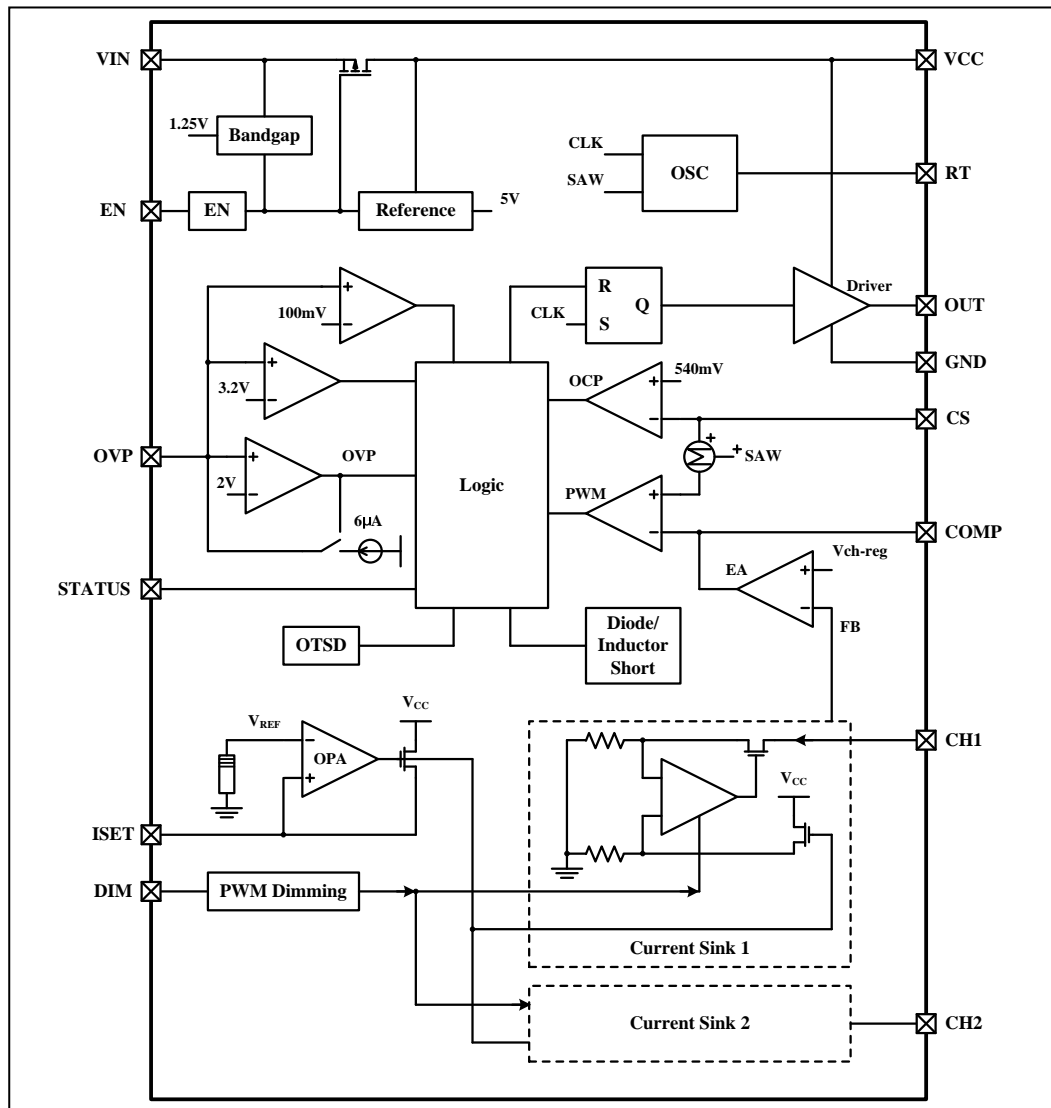 VIN
VCC
1.25V
Bandgap
CLK
SAW
OSC
RT
EN
EN
Reference
5V
+
−
100mV
R
S
Q
CLK
Driver
OUT
GND
+
−
3.2V
OCP
+
−
540mV
CS
OVP
+
−
2V
OVP
Logic
Σ
+
+
SAW
6μA
PWM
+
−
COMP
STATUS
EA
+
−
Vch-reg
FB
OTSD
Diode/
Inductor
Short
VREF
−
+
OPA
VCC
CH1
VCC
ISET
DIM
PWM Dimming
Current Sink 1
Current Sink 2
CH2